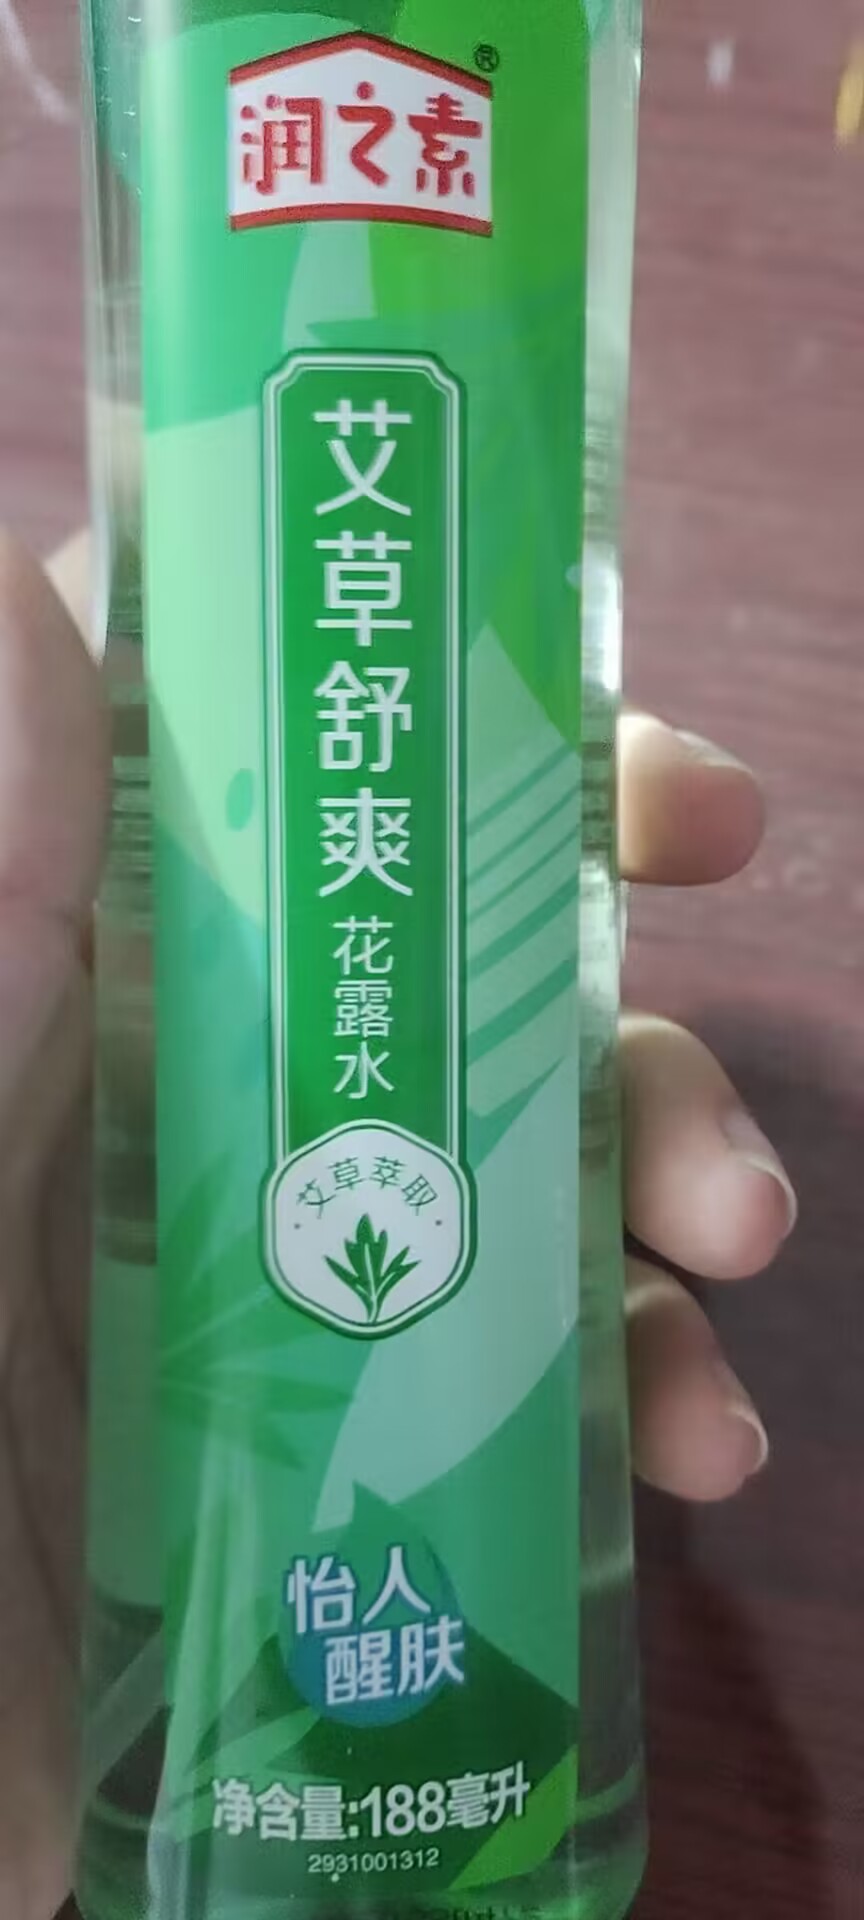 润之素®
艾草舒爽
花露水
艾草萃取
怡人
醒肤
净含量:188毫升
2931001312